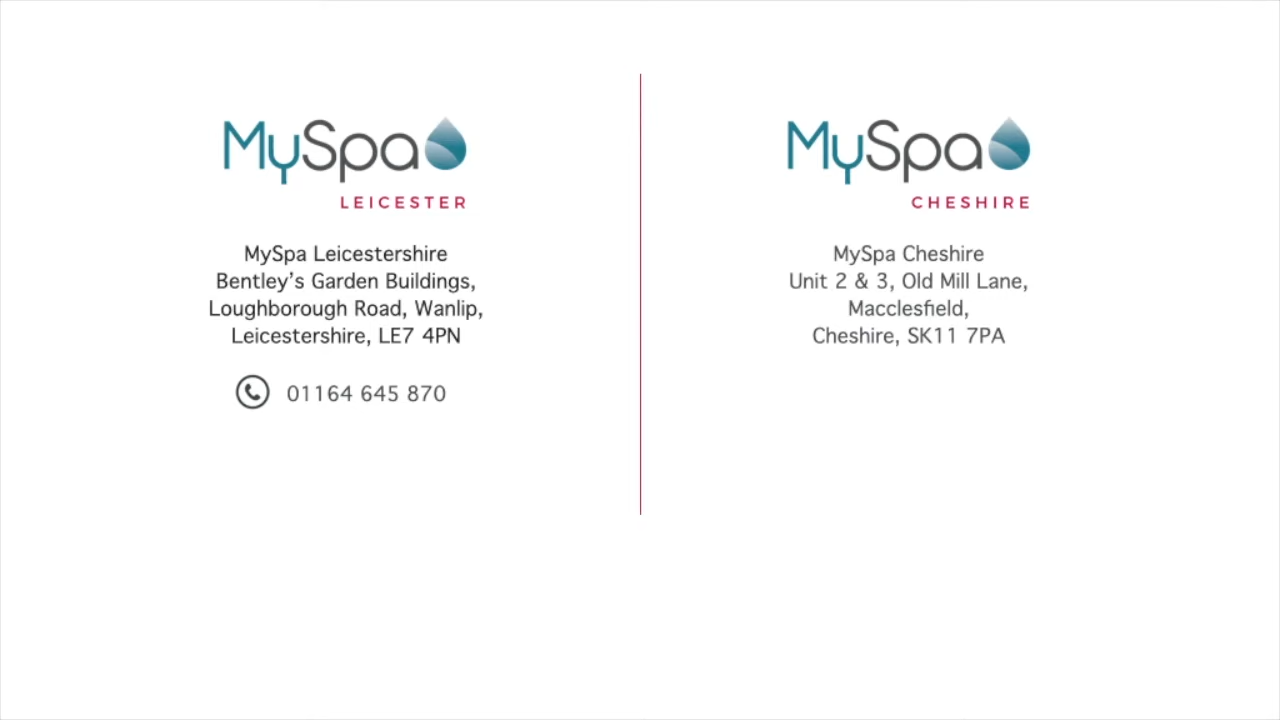 MySpa
LEICESTER
MySpa Leicestershire
Bentley’s Garden Buildings,
Loughborough Road, Wanlip,
Leicestershire, LE7 4PN
01164 645 870
MySpa
CHESHIRE
MySpa Cheshire
Unit 2 & 3, Old Mill Lane,
Macclesfield,
Cheshire, SK11 7PA